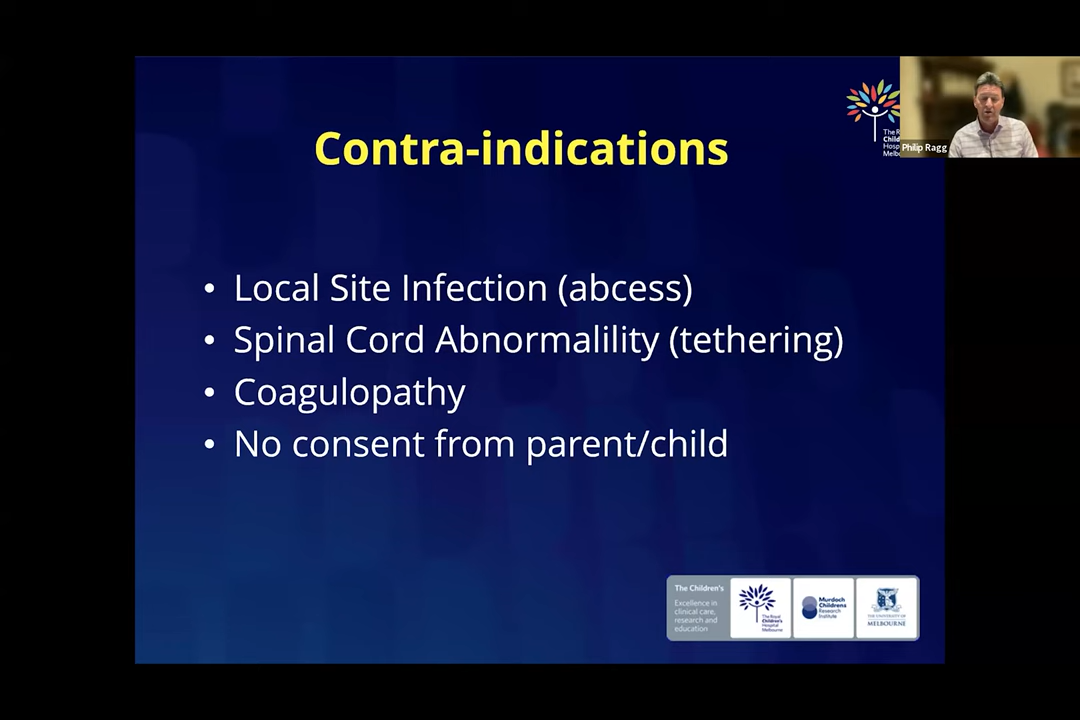 Contra-indications
• Local Site Infection (abcess)
• Spinal Cord Abnormalility (tethering)
• Coagulopathy
• No consent from parent/child
Philip Ragg
The Children's
Excellence in
clinical care,
research and
education
The Royal
Children's
Hospital
Melbourne
Murdoch
Childrens
Research
Institute
THE UNIVERSITY OF
MELBOURNE